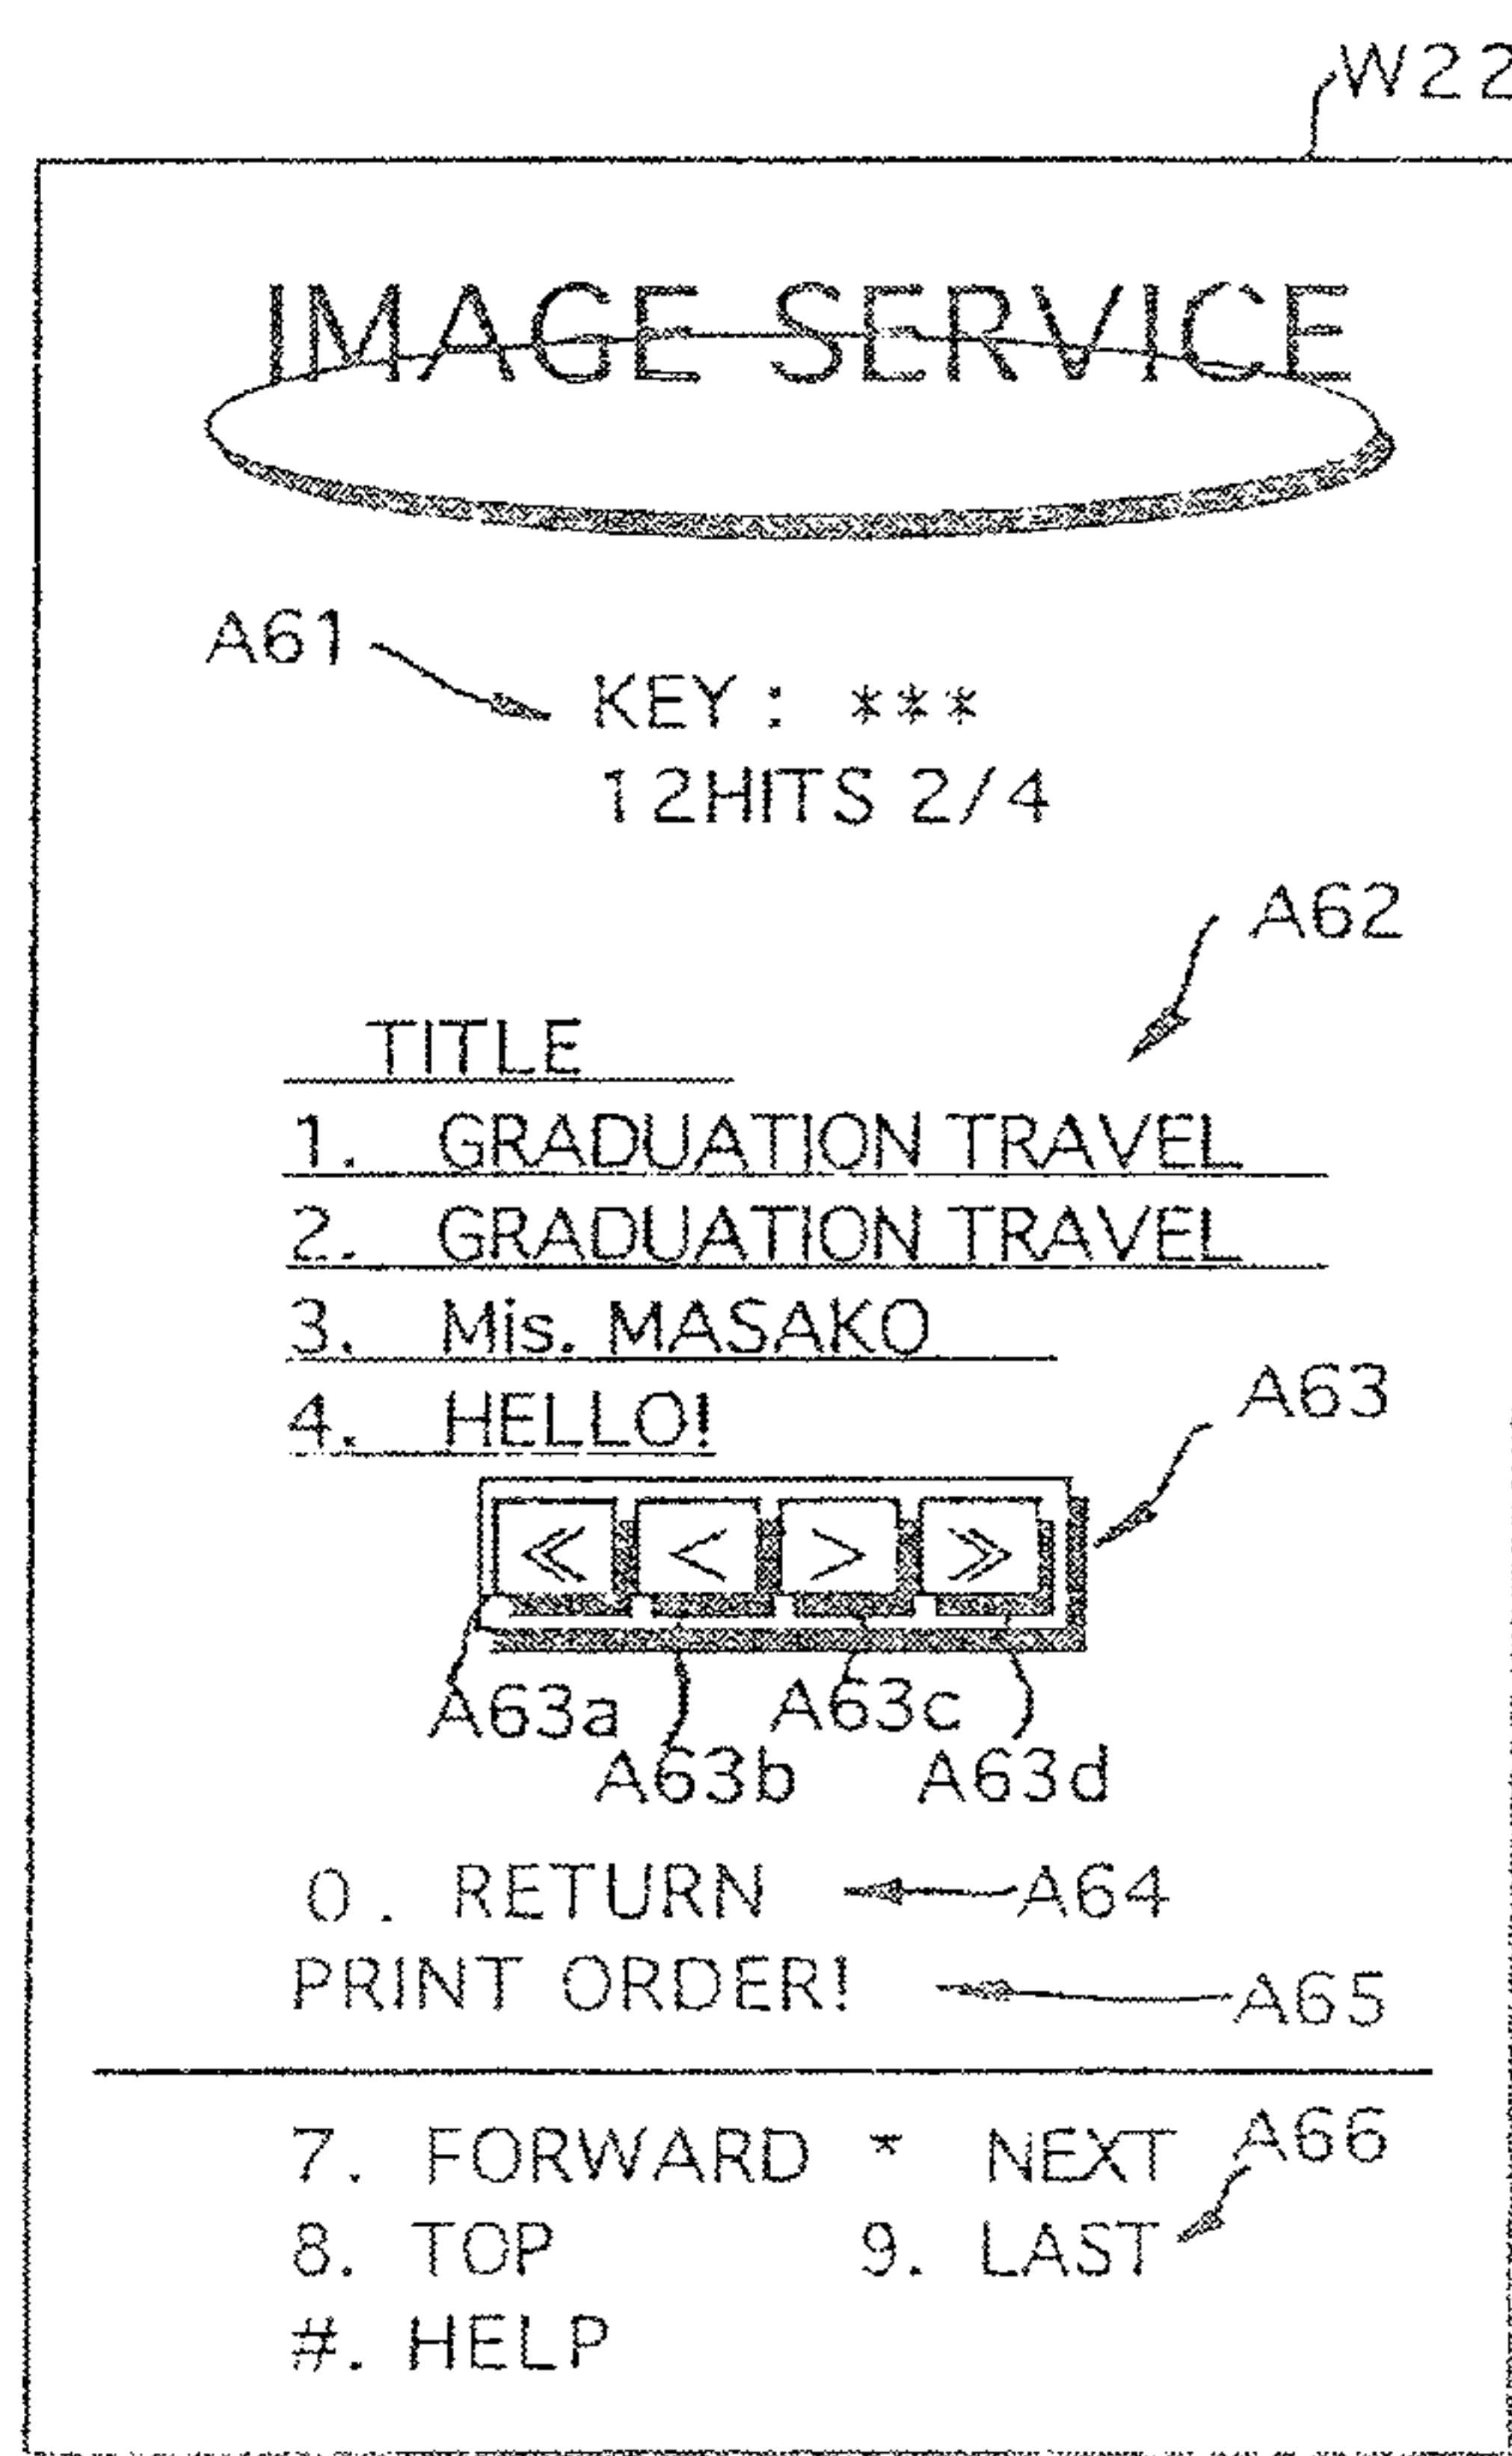 W22
IMAGE SERVICE
A61
KEY : ***
12HITS 2/4
A62
TITLE
1. GRADUATION TRAVEL
2. GRADUATION TRAVEL
3. Mis. MASAKO
4. HELLO!
A63
≪ < > ≫
A63a A63c
A63b A63d
0. RETURN A64
PRINT ORDER! A65
7. FORWARD * NEXT A66
8. TOP 9. LAST
#. HELP